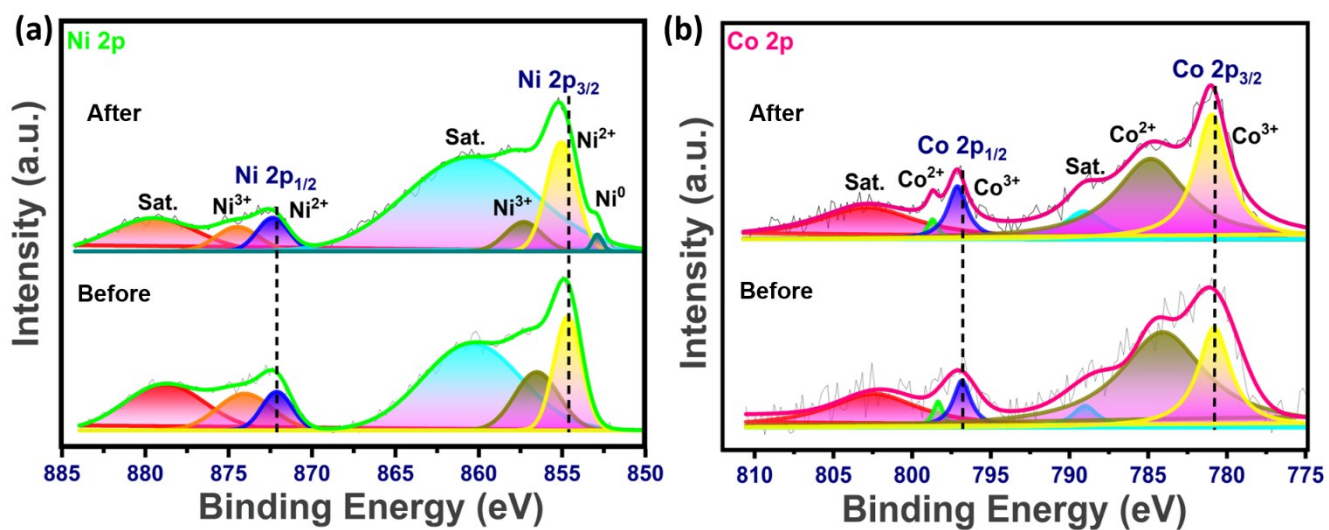 (a)
Ni 2p
Intensity (a.u.)
After
Sat.
Ni³⁺
Ni 2p₁/₂
Ni²⁺
Sat.
Ni 2p₃/₂
Ni³⁺
Ni²⁺
Ni⁰
Before
885 880 875 870 865 860 855 850
Binding Energy (eV)
(b)
Co 2p
Intensity (a.u.)
After
Sat.
Co²⁺
Co 2p₁/₂
Co³⁺
Sat.
Co²⁺
Co 2p₃/₂
Co³⁺
Before
810 805 800 795 790 785 780 775
Binding Energy (eV)